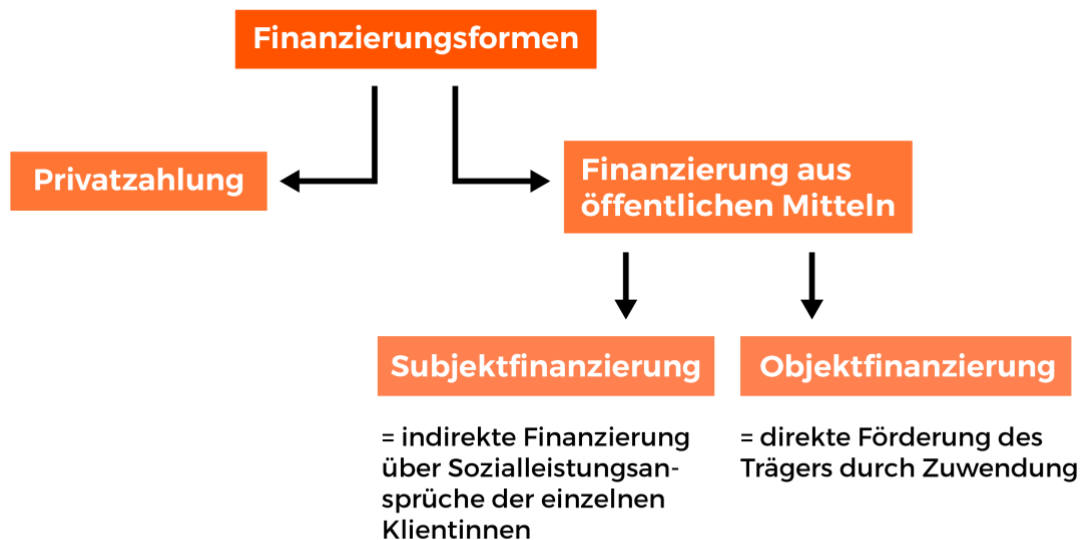 Finanzierungsformen
Privatzahlung
Finanzierung aus
öffentlichen Mitteln
Subjektfinanzierung
= indirekte Finanzierung
über Sozialleistungsan-
sprüche der einzelnen
Klientinnen
Objektfinanzierung
= direkte Förderung des
Trägers durch Zuwendung